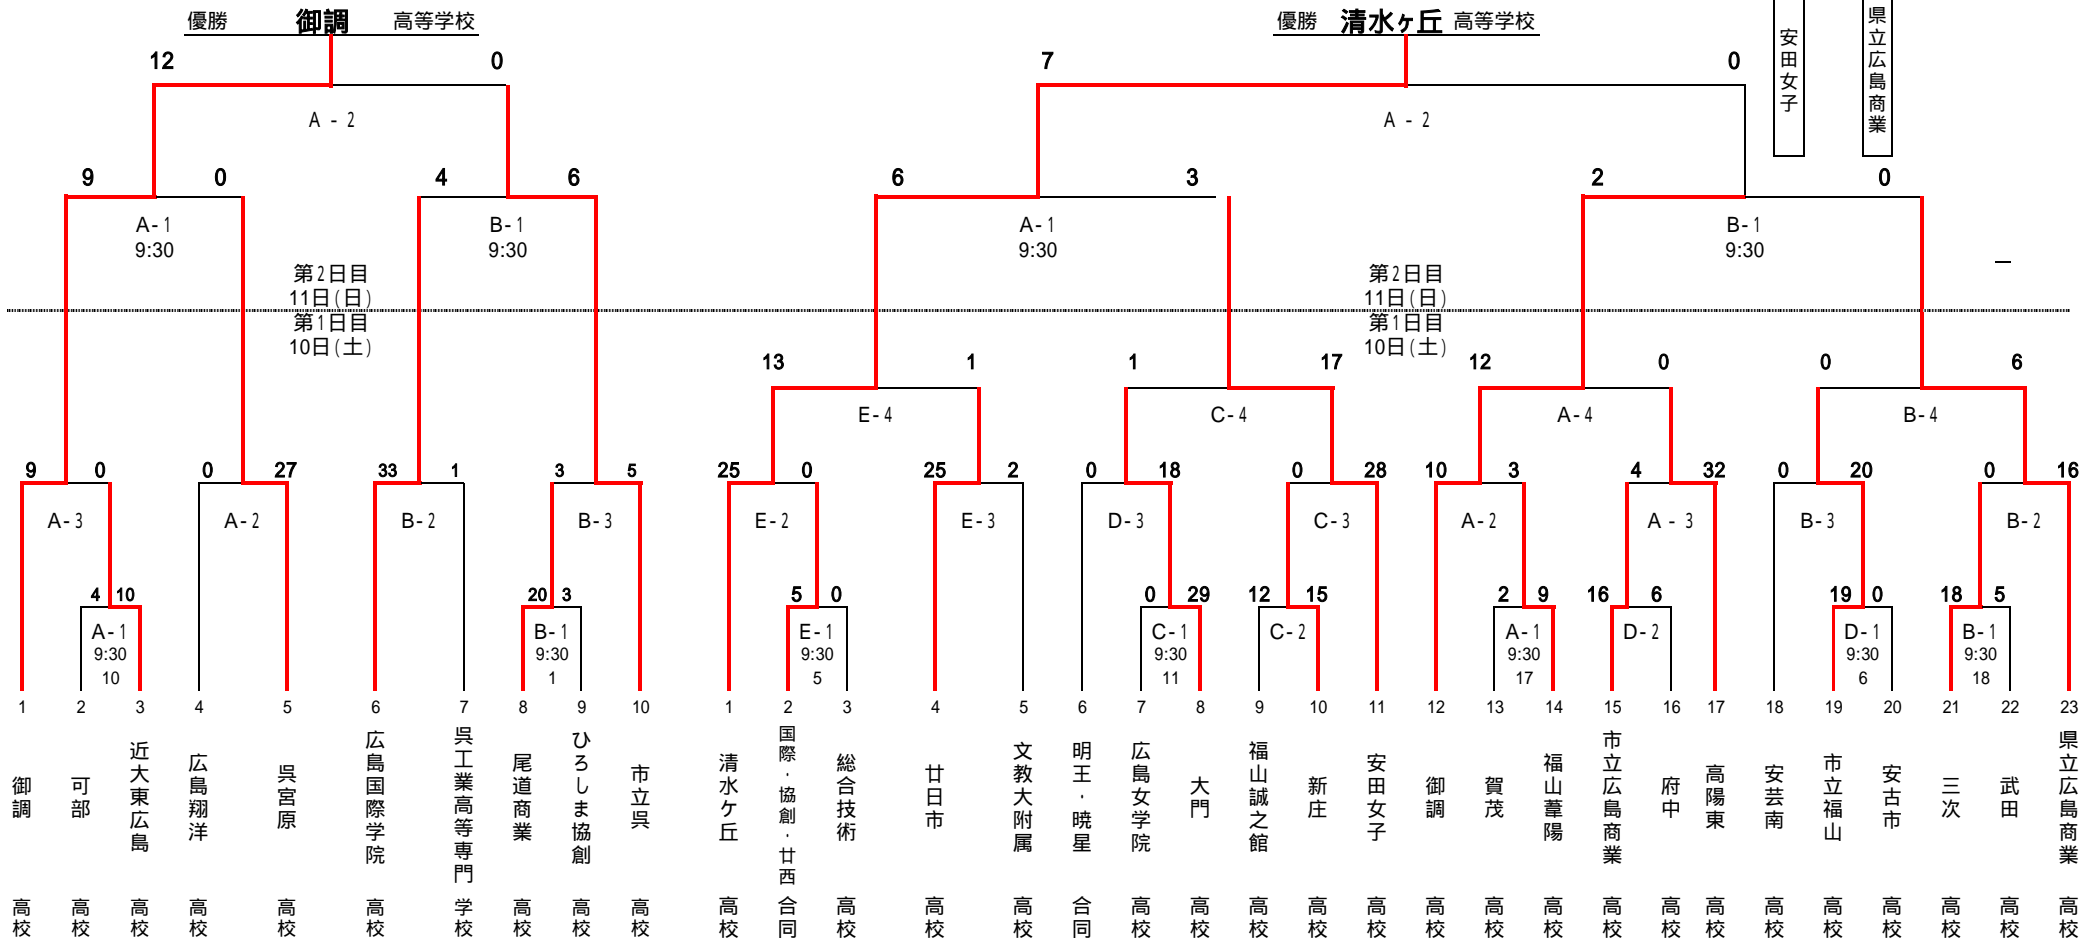 優勝 御調 高等学校
優勝 清水ヶ丘 高等学校
安田女子
県立広島商業
12 0
7 0
A - 2
A - 2
9 0 4 6
6 3 2 0
A-1
9:30
B-1
9:30
A-1
9:30
B-1
9:30
第2日目
11日(日)
第1日目
10日(土)
第2日目
11日(日)
第1日目
10日(土)
13 1 1 17 12 0 0 6
E-4 C-4 A-4 B-4
9 0 0 27 33 1 3 5
25 0 25 2 0 18 0 28 10 3 4 32 0 20 0 16
A-3 A-2 B-2 B-3
E-2 E-3 D-3 C-3 A-2 A - 3 B-3 B-2
4 10 20 3
5 0 0 29 12 15 2 9 16 6 19 0 18 5
A-1
9:30
10
B-1
9:30
1
E-1
9:30
5
C-1
9:30
11
C-2
A-1
9:30
17
D-2
D-1
9:30
6
B-1
9:30
18
1 2 3 4 5 6 7 8 9 10
1 2 3 4 5 6 7 8 9 10 11 12 13 14 15 16 17 18 19 20 21 22 23
御調 高校
可部 高校
近大東広島 高校
広島翔洋 高校
呉宮原 高校
広島国際学院 高校
呉工業高等専門 学校
尾道商業 高校
ひろしま協創 高校
市立呉 高校
清水ケ丘 高校
国際・協創・廿西 合同
総合技術 高校
廿日市 高校
文教大附属 高校
明王・暁星 合同
広島女学院 高校
大門 高校
福山誠之館 高校
新庄 高校
安田女子 高校
御調 高校
賀茂 高校
福山葦陽 高校
市立広島商業 高校
府中 高校
高陽東 高校
安芸南 高校
市立福山 高校
安古市 高校
三次 高校
武田 高校
県立広島商業 高校